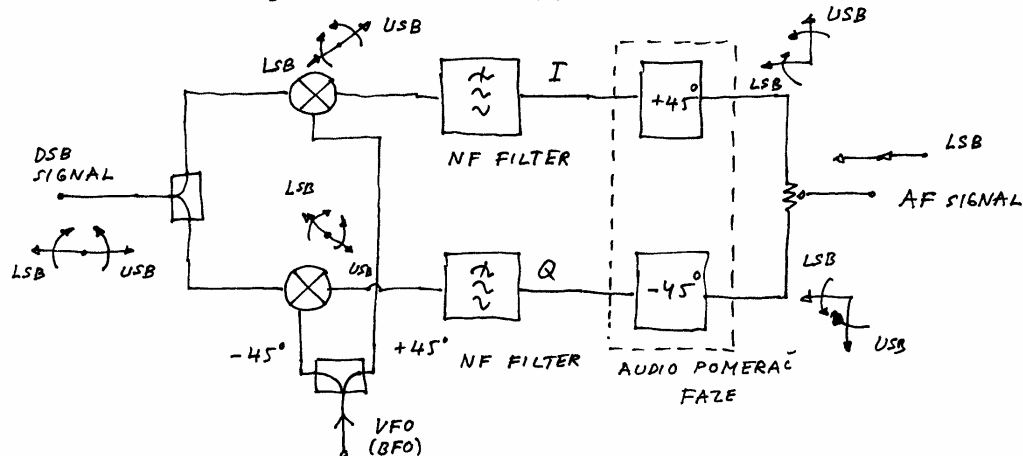 USB
LSB
I
+45°
NF FILTER
USB
LSB
DSB
SIGNAL
LSB
USB
LSB
AF SIGNAL
LSB
USB
Q
-45°
NF FILTER
-45°
+45°
LSB
USB
AUDIO POMERAČ
FAZE
VFO
(BFO)